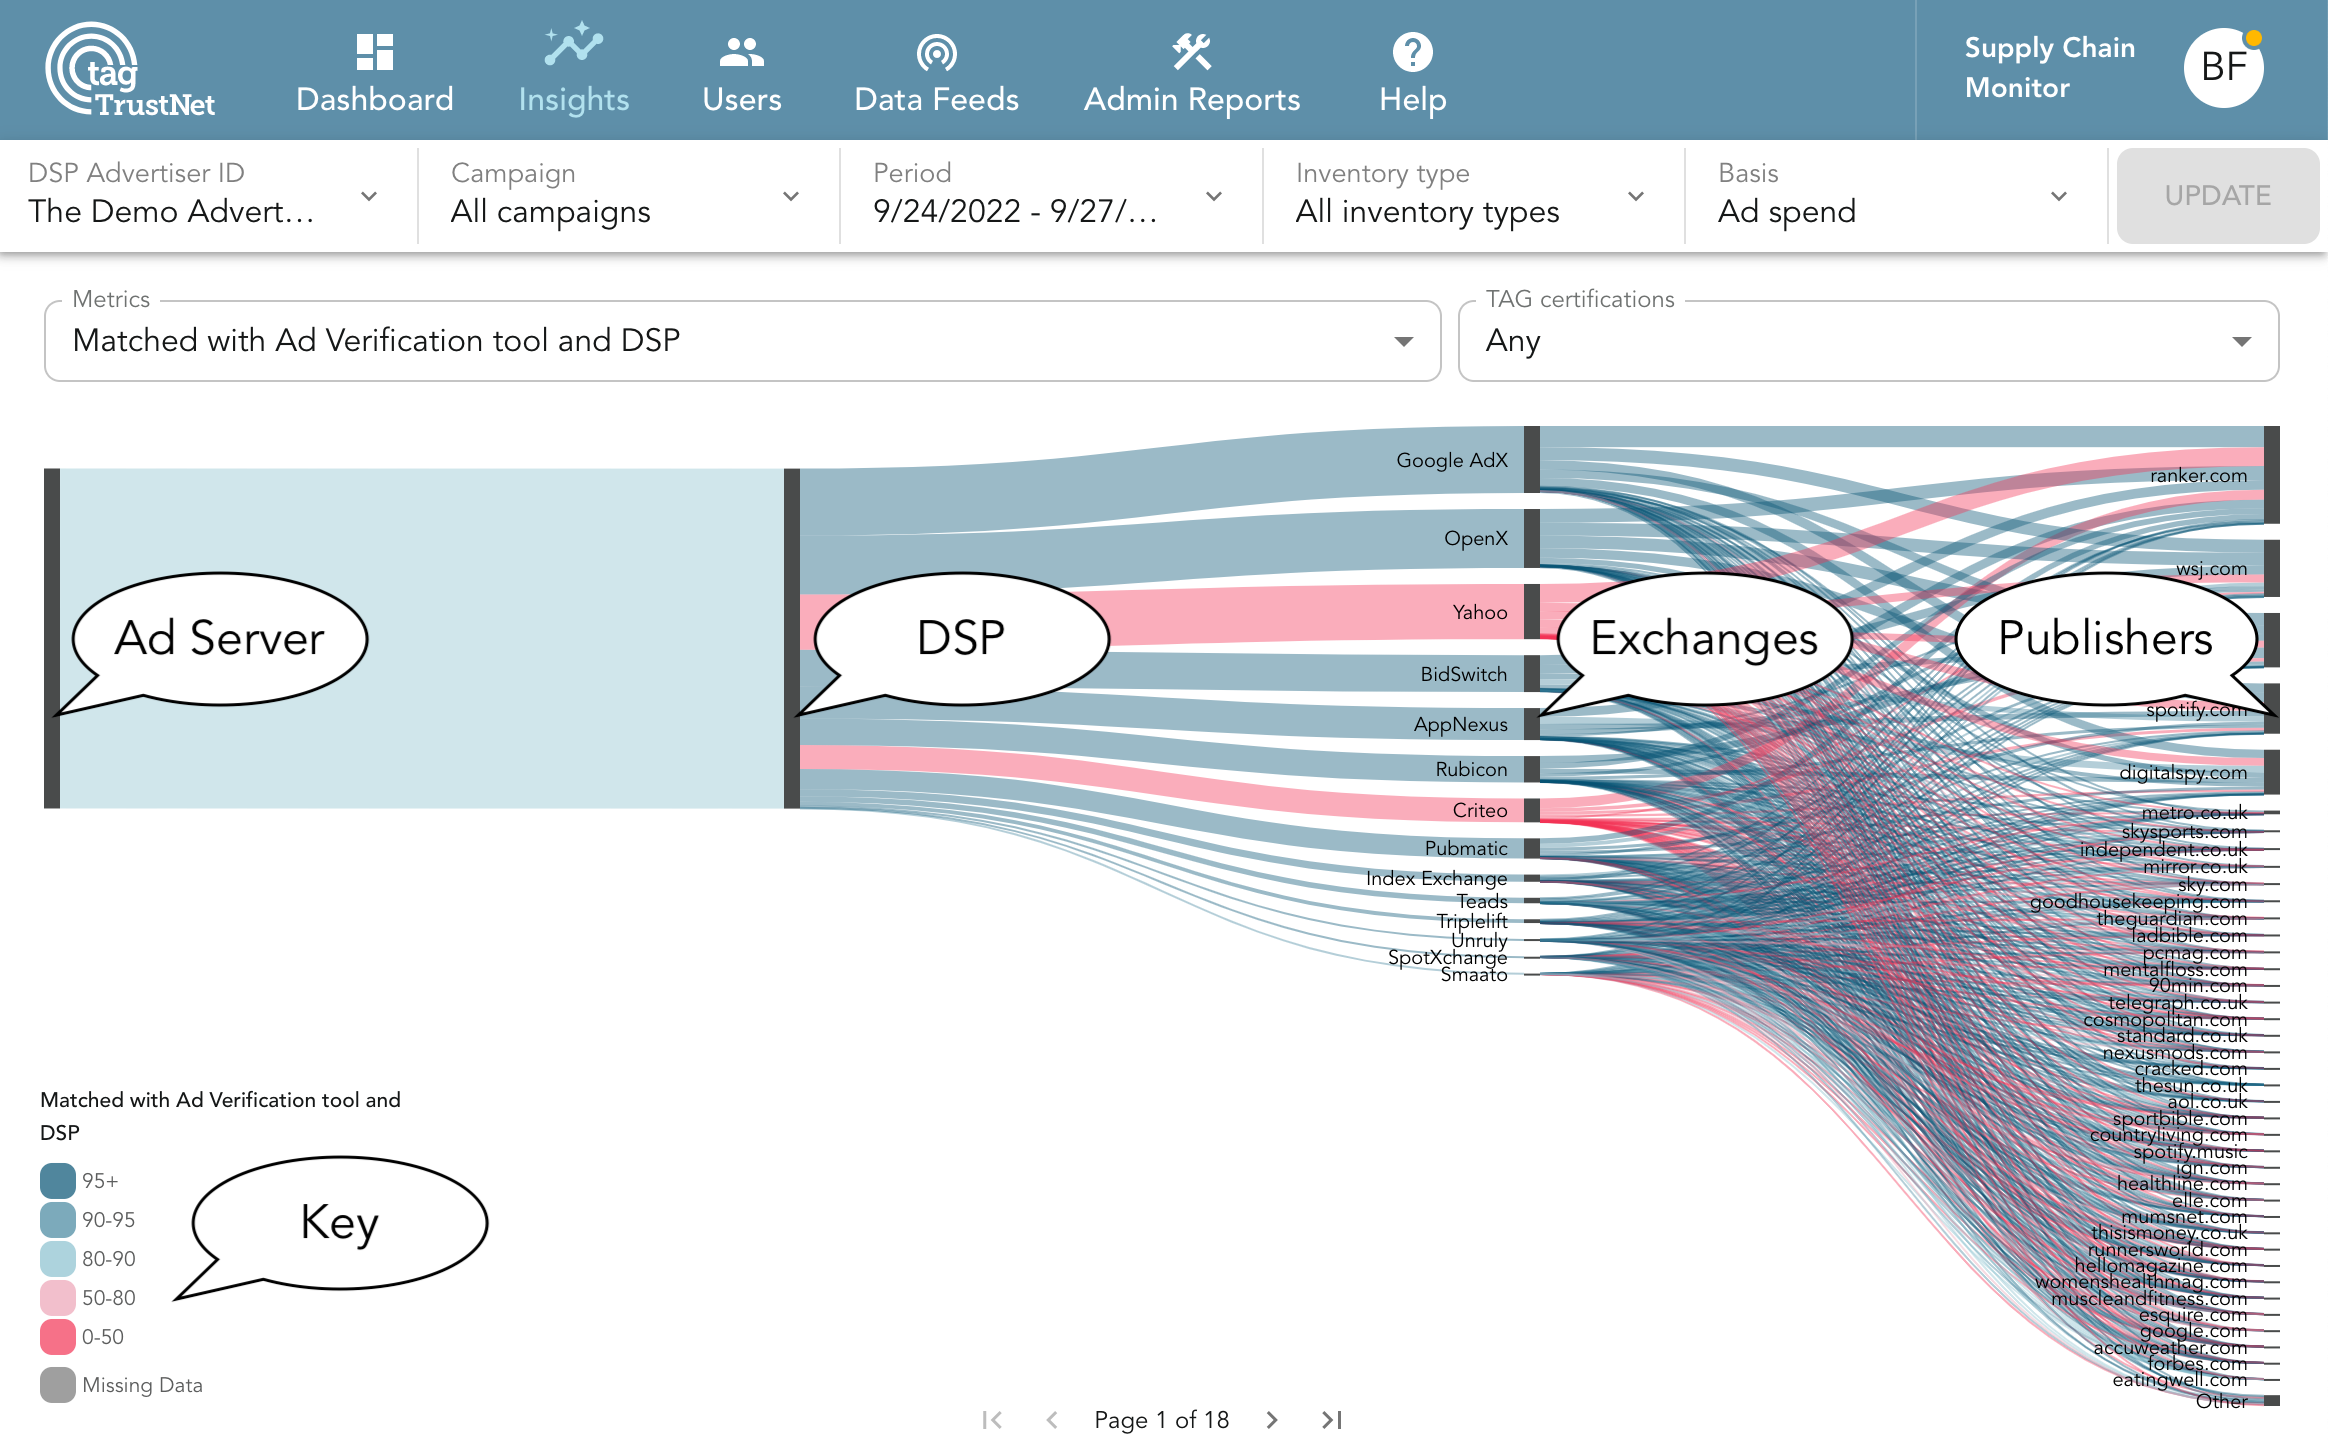 tag
TrustNet
Dashboard
Insights
Users
Data Feeds
Admin Reports
Help
Supply Chain
Monitor
BF
DSP Advertiser ID
The Demo Advert...
Campaign
All campaigns
Period
9/24/2022 - 9/27/...
Inventory type
All inventory types
Basis
Ad spend
UPDATE
Metrics
Matched with Ad Verification tool and DSP
TAG certifications
Any
Ad Server
DSP
Exchanges
Publishers
Google AdX
OpenX
Yahoo
BidSwitch
AppNexus
Rubicon
Criteo
Pubmatic
Index Exchange
Teads
Triplelift
Unruly
SpotXchange
Smaato
ranker.com
wsj.com
spotify.com
digitalspy.com
metro.co.uk
skysports.com
independent.co.uk
mirror.co.uk
sky.com
goodhousekeeping.com
theguardian.com
ladbible.com
pcmag.com
mentalfloss.com
90min.com
telegraph.co.uk
cosmopolitan.com
standard.co.uk
nexusmods.com
cracked.com
thesun.co.uk
aol.co.uk
sportbible.com
countryliving.com
spotify.music
ign.com
healthline.com
elle.com
mumsnet.com
thisismoney.co.uk
runnersworld.com
hellomagazine.com
womenshealthmag.com
muscleandfitness.com
esquire.com
google.com
accuweather.com
forbes.com
eatingwell.com
Other
Matched with Ad Verification tool and
DSP
95+
90-95
80-90
50-80
0-50
Missing Data
Key
Page 1 of 18